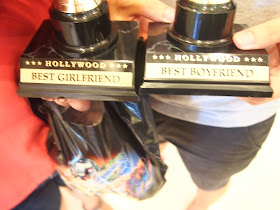 ★★★ HOLLYWOOD ★★★
BEST GIRLFRIEND
★★★ HOLLYWOOD ★★★
BEST BOYFRIEND